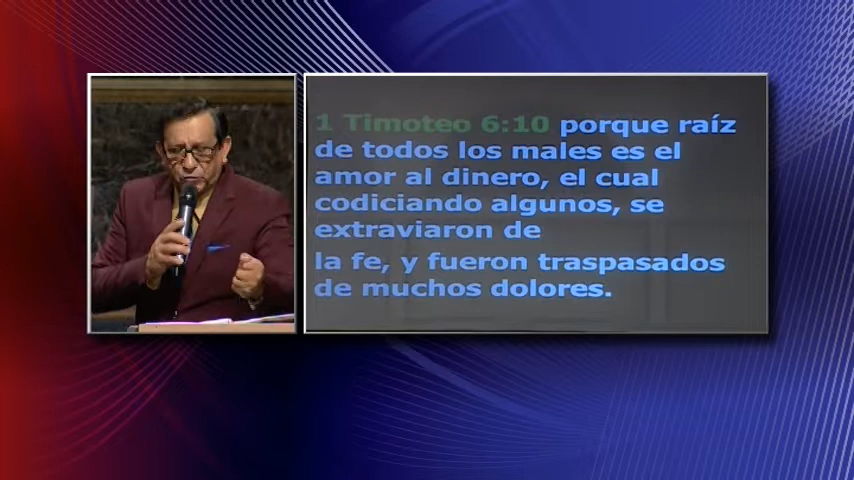 1 Timoteo 6:10 porque raíz
de todos los males es el
amor al dinero, el cual
codiciando algunos, se
extraviaron de
la fe, y fueron traspasados
de muchos dolores.